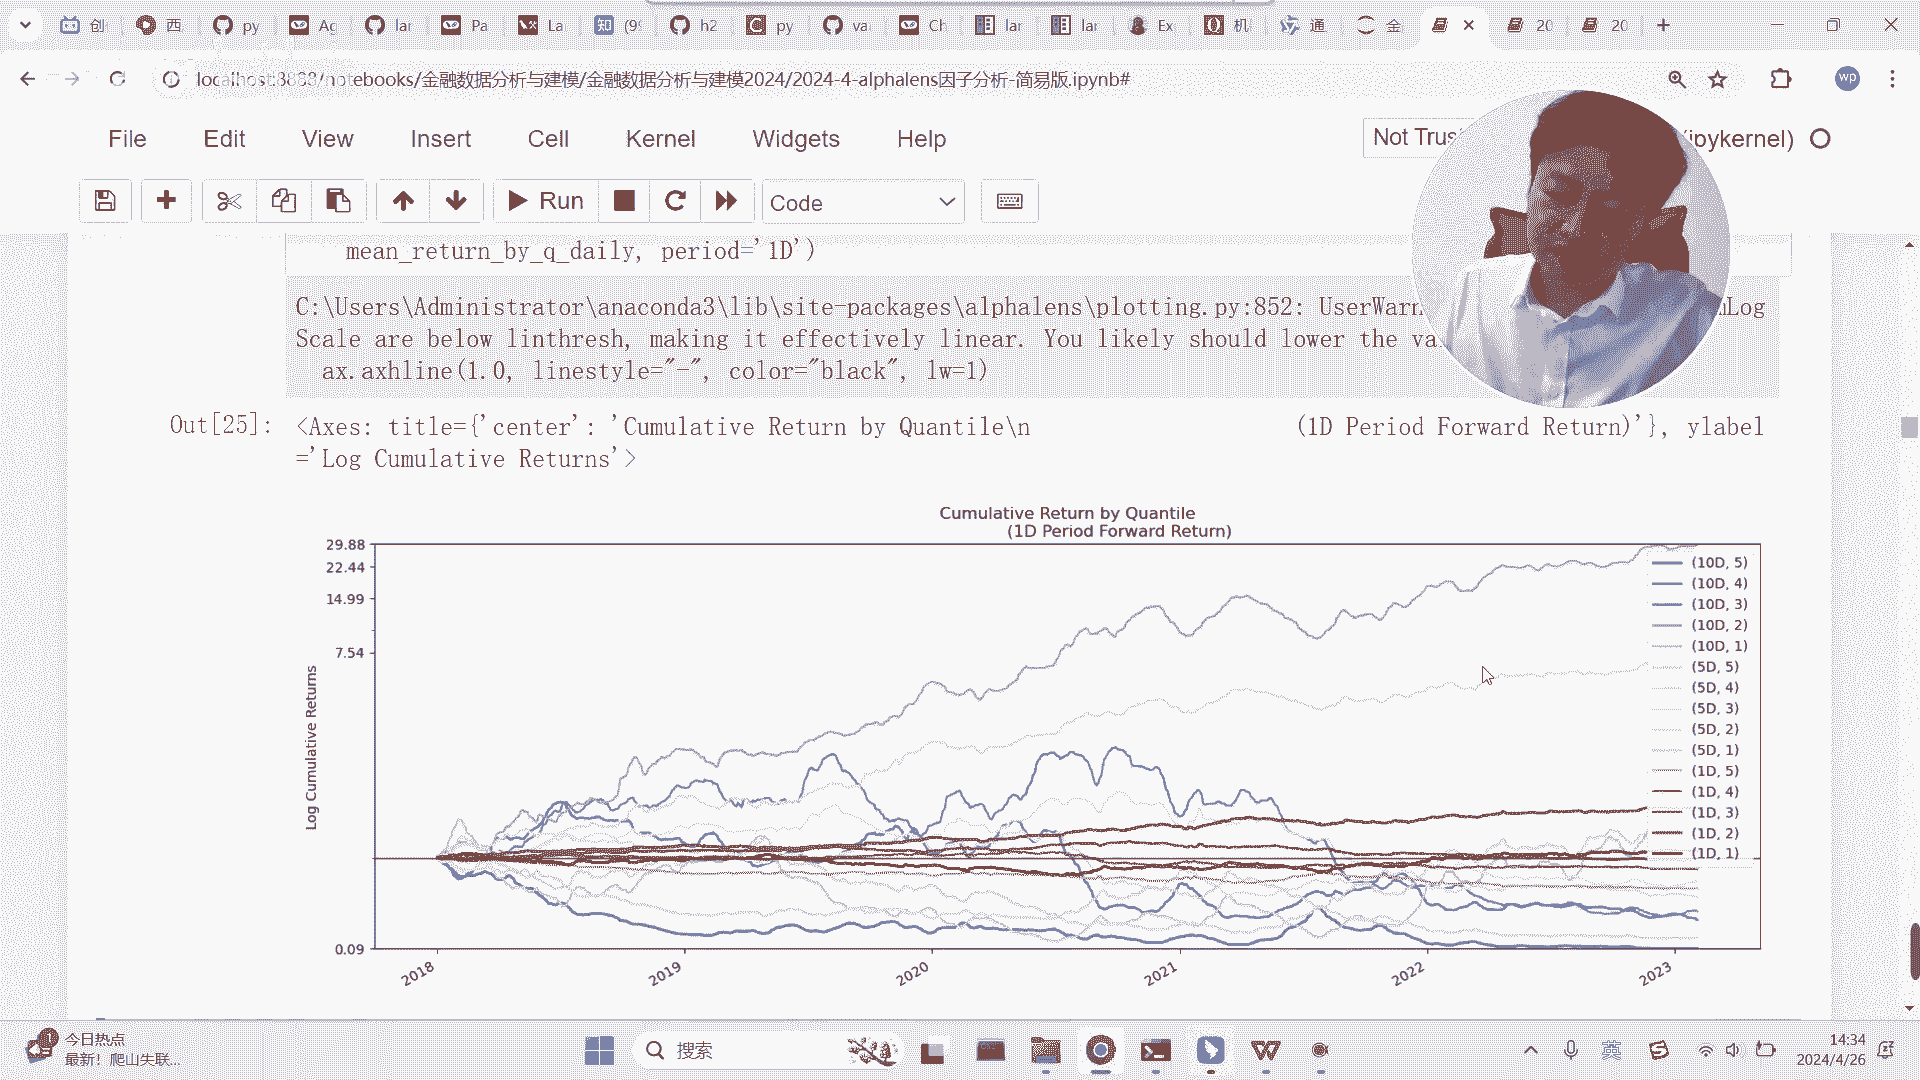 创 西 py Ag lar Pa La 知 (99 h2 py va Ch lar lar Ex 机 通 金 20 20
localhost:8888/notebooks/金融数据分析与建模/金融数据分析与建模2024/2024-4-alphalens因子分析-简易版.ipynb#
wp
File Edit View Insert Cell Kernel Widgets Help
Not Trus
(ipykernel)
Run Code
mean_return_by_q_daily, period='1D')
C:\Users\Administrator\anaconda3\lib\site-packages\alphalens\plotting.py:852: UserWarn Log
Scale are below linthresh, making it effectively linear. You likely should lower the va
ax.axhline(1.0, linestyle="-", color="black", lw=1)
Out[25]: <Axes: title={'center': 'Cumulative Return by Quantile\n (1D Period Forward Return)'}, ylabel
='Log Cumulative Returns'>
Cumulative Return by Quantile
(1D Period Forward Return)
29.88
22.44
14.99
7.54
0.09
Log Cumulative Returns
(10D, 5)
(10D, 4)
(10D, 3)
(10D, 2)
(10D, 1)
(5D, 5)
(5D, 4)
(5D, 3)
(5D, 2)
(5D, 1)
(1D, 5)
(1D, 4)
(1D, 3)
(1D, 2)
(1D, 1)
2018 2019 2020 2021 2022 2023
今日热点
最新！爬山失联...
搜索
英
14:34
2024/4/26